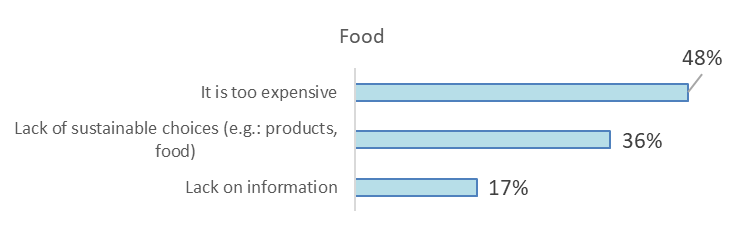 Food
48%
It is too expensive
Lack of sustainable choices (e.g.: products,
food)
36%
Lack on information
17%